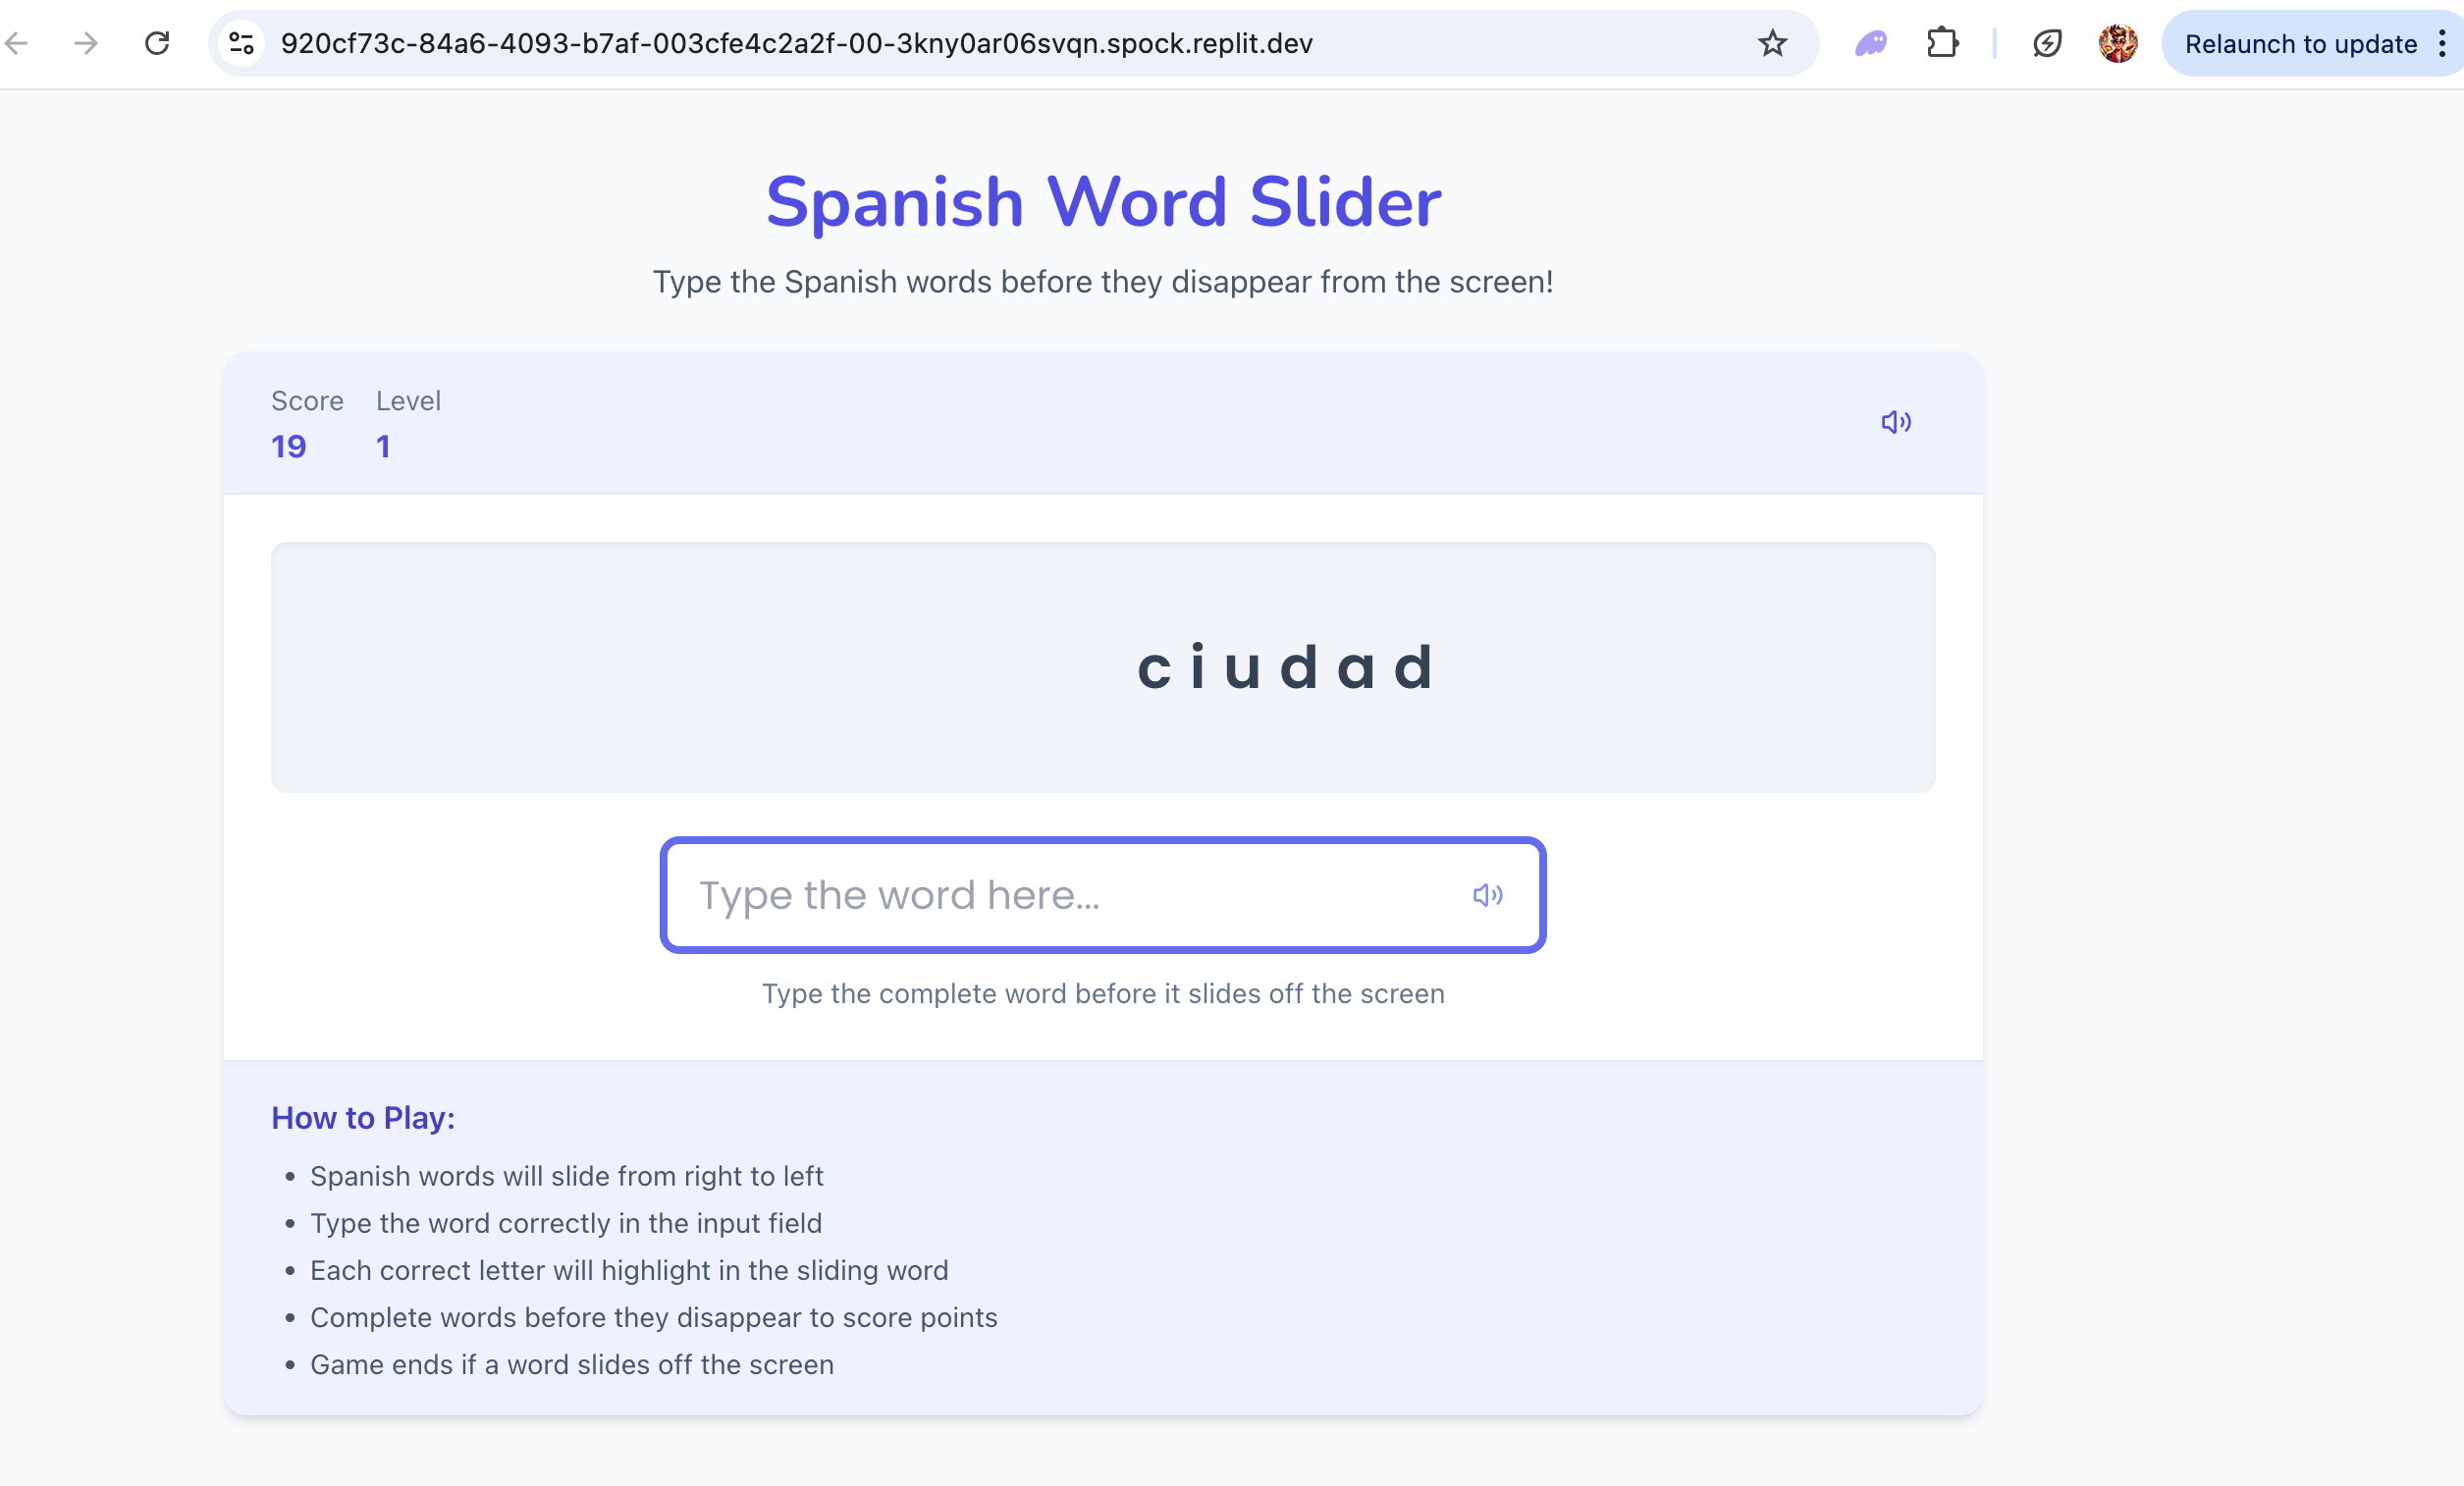 920cf73c-84a6-4093-b7af-003cfe4c2a2f-00-3kny0ar06svqn.spock.replit.dev
Relaunch to update
Spanish Word Slider
Type the Spanish words before they disappear from the screen!
Score Level
19 1
ciudad
Type the word here...
Type the complete word before it slides off the screen
How to Play:
• Spanish words will slide from right to left
• Type the word correctly in the input field
• Each correct letter will highlight in the sliding word
• Complete words before they disappear to score points
• Game ends if a word slides off the screen